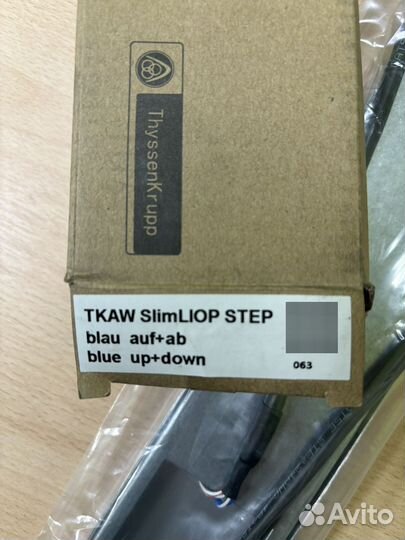 ThyssenKrupp
TKAW SlimLIOP STEP
blau auf+ab
blue up+down
063
Avito